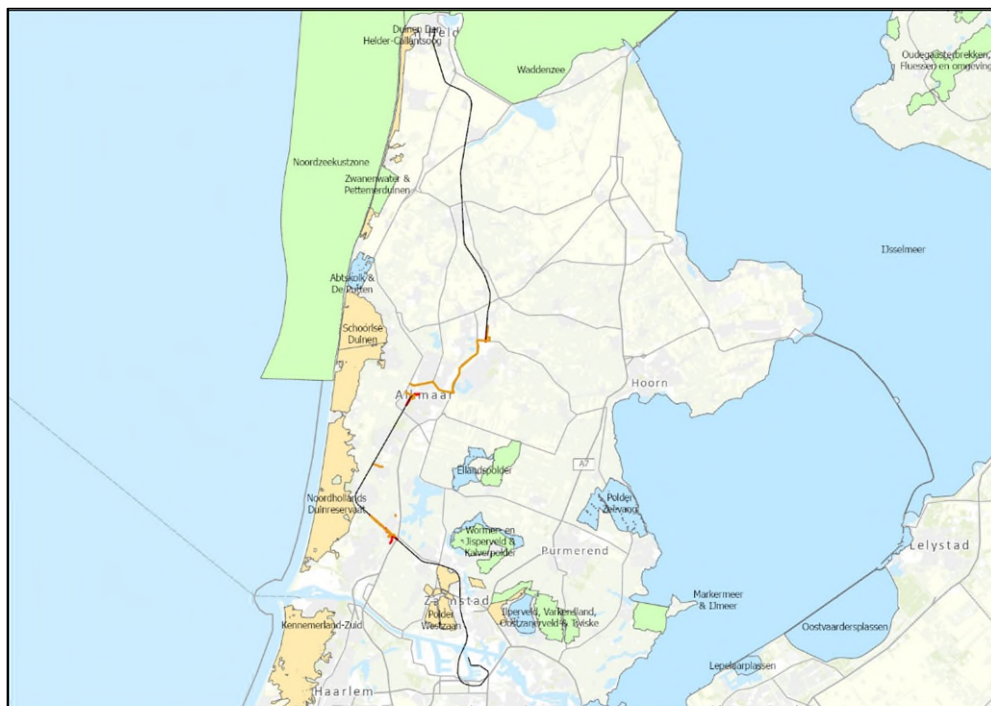 Duinen Den
Helder-Callantsoog
Waddenzee
Oudegaasterbrekken,
Fluessen en omgeving
Noordzeekustzone
Zwanenwater &
Pettemerduinen
IJsselmeer
Abtskolk &
De Putten
Schoorlse
Duinen
Hoorn
Alkmaar
A7
Eilandspolder
Polder
Zeevang
Noordhollands
Duinreservaat
Wormer- en
Jisperveld &
Kalverpolder
Purmerend
Lelystad
Markermeer
& IJmeer
Zaanstad
Polder
Westzaan
Ilperveld, Varkensland,
Oostzanerveld & Twiske
Kennemerland-Zuid
Oostvaardersplassen
Lepelaarplassen
Haarlem